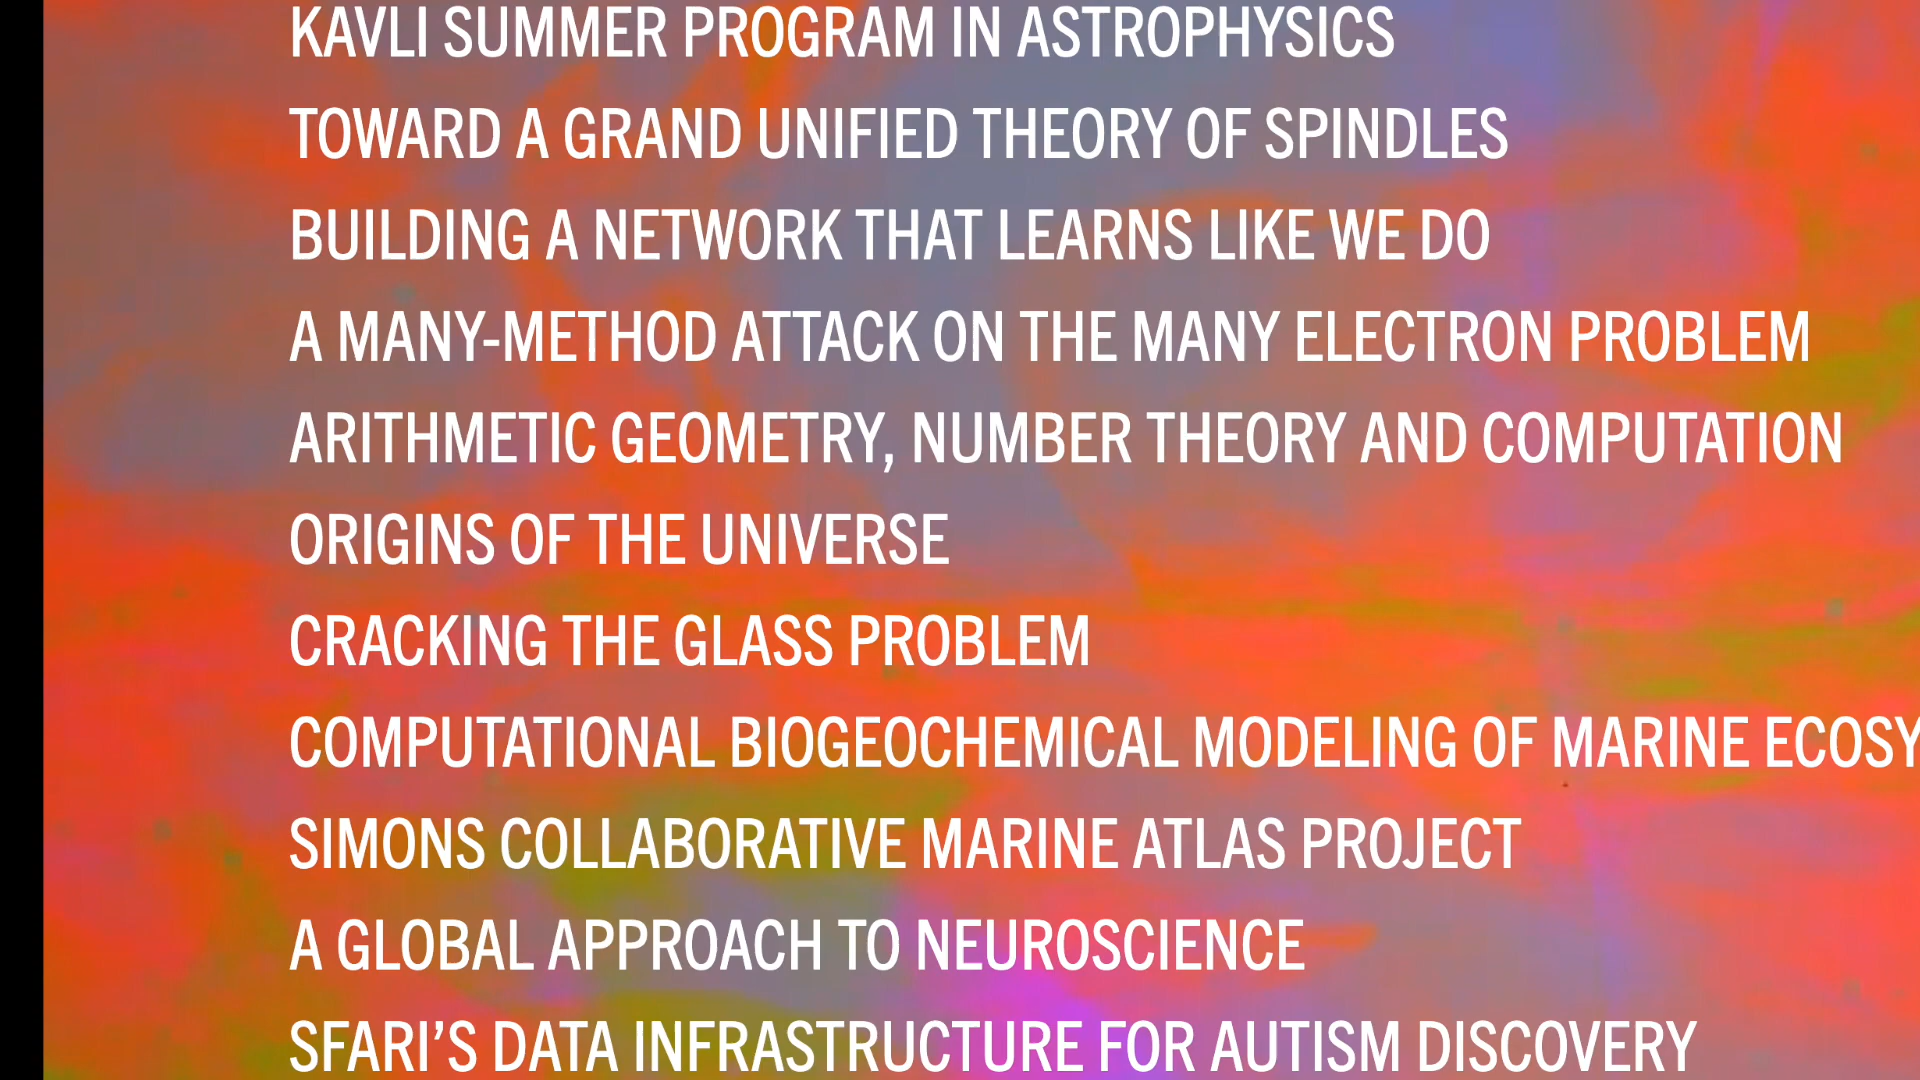 KAVLI SUMMER PROGRAM IN ASTROPHYSICS
TOWARD A GRAND UNIFIED THEORY OF SPINDLES
BUILDING A NETWORK THAT LEARNS LIKE WE DO
A MANY-METHOD ATTACK ON THE MANY ELECTRON PROBLEM
ARITHMETIC GEOMETRY, NUMBER THEORY AND COMPUTATION
ORIGINS OF THE UNIVERSE
CRACKING THE GLASS PROBLEM
COMPUTATIONAL BIOGEOCHEMICAL MODELING OF MARINE ECOSY
SIMONS COLLABORATIVE MARINE ATLAS PROJECT
A GLOBAL APPROACH TO NEUROSCIENCE
SFARI’S DATA INFRASTRUCTURE FOR AUTISM DISCOVERY